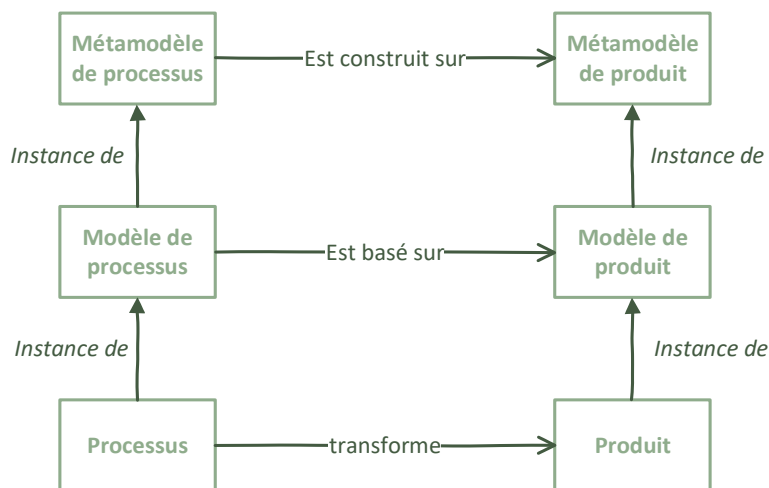 Métamodèle
de processus
Est construit sur
Métamodèle
de produit
Instance de
Instance de
Modèle de
processus
Est basé sur
Modèle de
produit
Instance de
Instance de
Processus
transforme
Produit